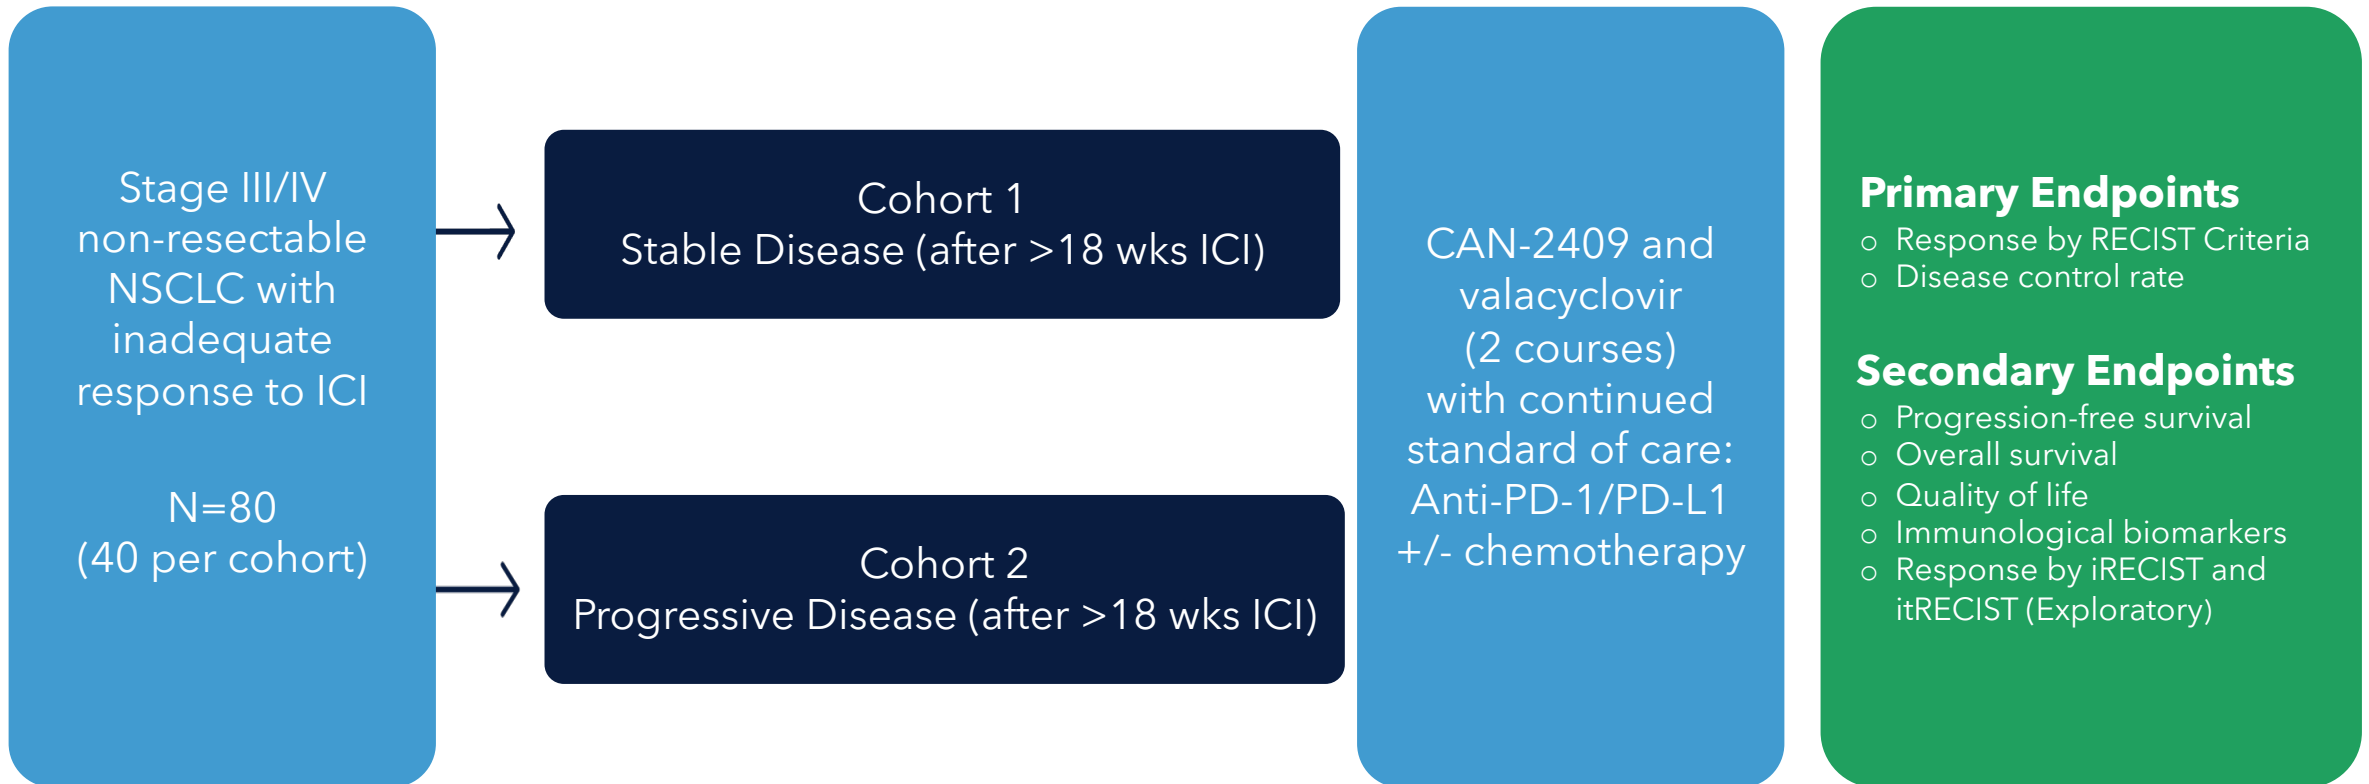 Stage III/IV
non-resectable
NSCLC with
inadequate
response to ICI
N=80
(40 per cohort)
Cohort 1
Stable Disease (after >18 wks ICI)
Cohort 2
Progressive Disease (after >18 wks ICI)
CAN-2409 and
valacyclovir
(2 courses)
with continued
standard of care:
Anti-PD-1/PD-L1
+/- chemotherapy
Primary Endpoints
○ Response by RECIST Criteria
○ Disease control rate
Secondary Endpoints
○ Progression-free survival
○ Overall survival
○ Quality of life
○ Immunological biomarkers
○ Response by iRECIST and
itRECIST (Exploratory)